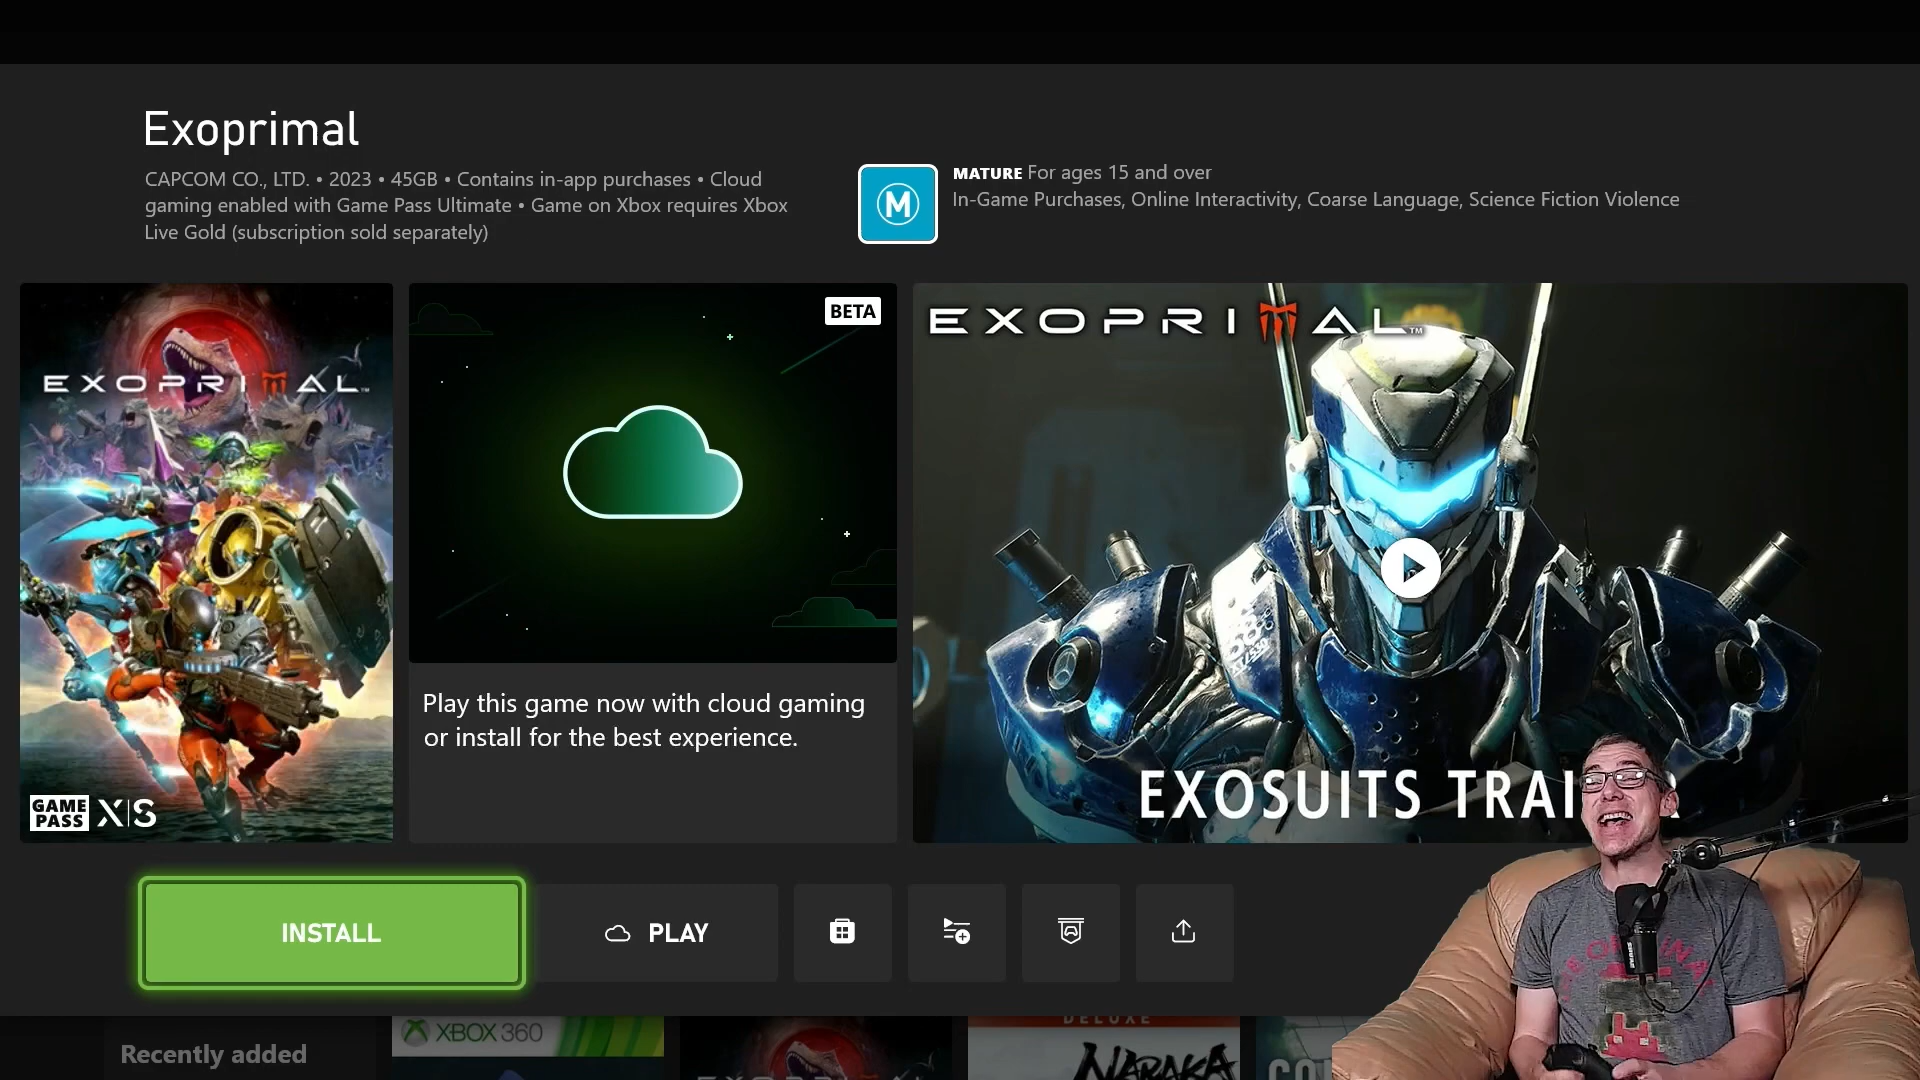 Exoprimal
CAPCOM CO., LTD. • 2023 • 45GB • Contains in-app purchases • Cloud
gaming enabled with Game Pass Ultimate • Game on Xbox requires Xbox
Live Gold (subscription sold separately)
M
MATURE For ages 15 and over
In-Game Purchases, Online Interactivity, Coarse Language, Science Fiction Violence
EXOPRIMAL™
GAME
PASS
X|S
BETA
Play this game now with cloud gaming
or install for the best experience.
EXOPRIMAL™
EXOSUITS TRAI R
INSTALL
PLAY
Recently added
XBOX 360
DELUXE
NARAKA